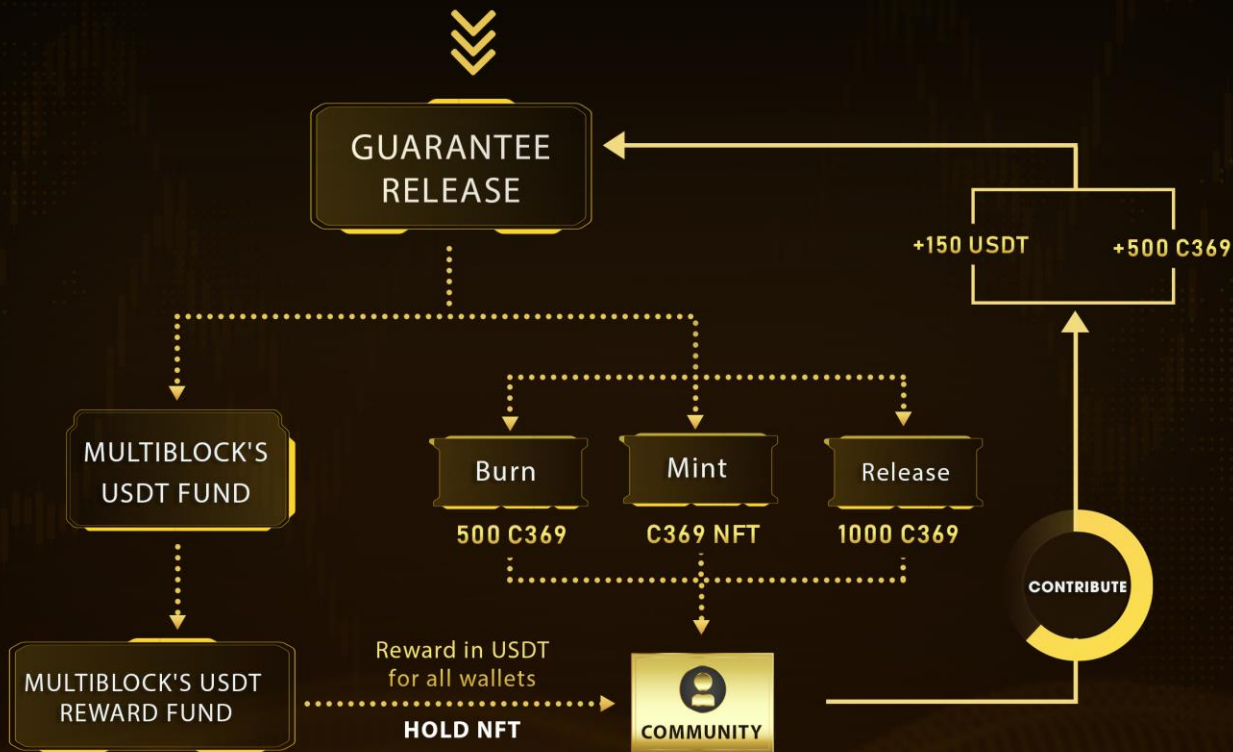 GUARANTEE
RELEASE
+150 USDT
+500 C369
MULTIBLOCK'S
USDT FUND
Burn
Mint
Release
500 C369
C369 NFT
1000 C369
CONTRIBUTE
MULTIBLOCK'S USDT
REWARD FUND
Reward in USDT
for all wallets
HOLD NFT
COMMUNITY